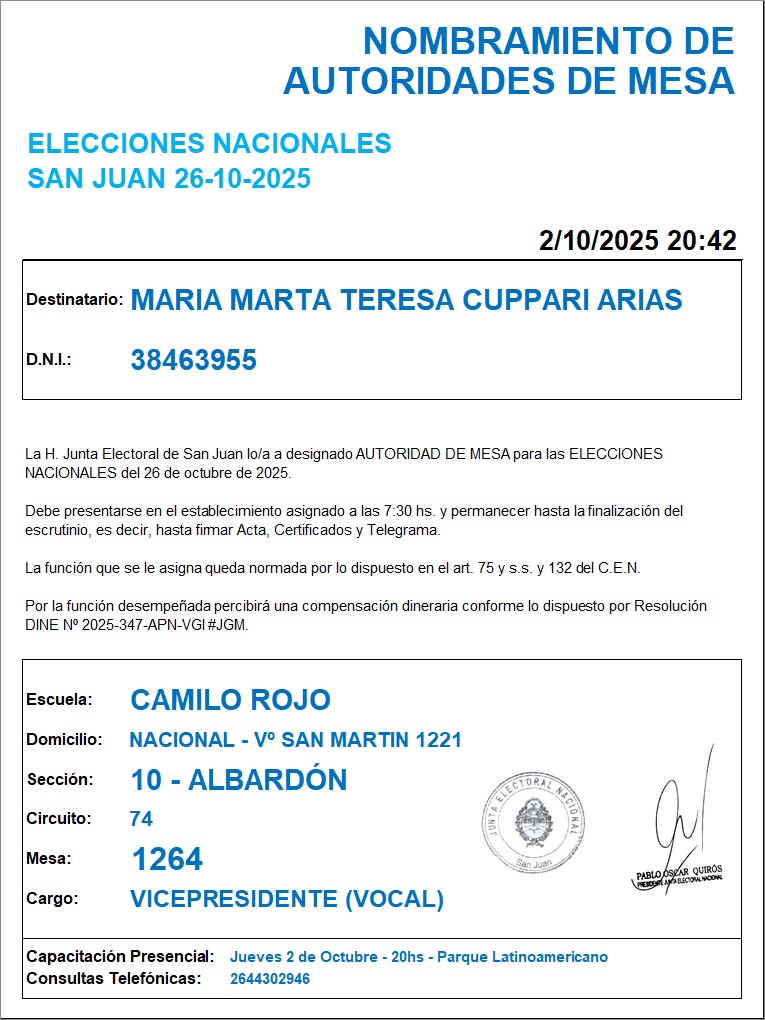 NOMBRAMIENTO DE
AUTORIDADES DE MESA
ELECCIONES NACIONALES
SAN JUAN 26-10-2025
2/10/2025 20:42
Destinatario: MARIA MARTA TERESA CUPPARI ARIAS
D.N.I.: 38463955
La H. Junta Electoral de San Juan lo/a a designado AUTORIDAD DE MESA para las ELECCIONES
NACIONALES del 26 de octubre de 2025.
Debe presentarse en el establecimiento asignado a las 7:30 hs. y permanecer hasta la finalización del
escrutinio, es decir, hasta firmar Acta, Certificados y Telegrama.
La función que se le asigna queda normada por lo dispuesto en el art. 75 y s.s. y 132 del C.E.N.
Por la función desempeñada percibirá una compensación dineraria conforme lo dispuesto por Resolución
DINE Nº 2025-347-APN-VGI#JGM.
Escuela: CAMILO ROJO
Domicilio: NACIONAL - Vº SAN MARTIN 1221
Sección: 10 - ALBARDÓN
Circuito: 74
Mesa: 1264
Cargo: VICEPRESIDENTE (VOCAL)
JUNTA ELECTORAL NACIONAL
San Juan
PABLO OSCAR QUIRÓS
PRESIDENTE JUNTA ELECTORAL NACIONAL
Capacitación Presencial: Jueves 2 de Octubre - 20hs - Parque Latinoamericano
Consultas Telefónicas: 2644302946